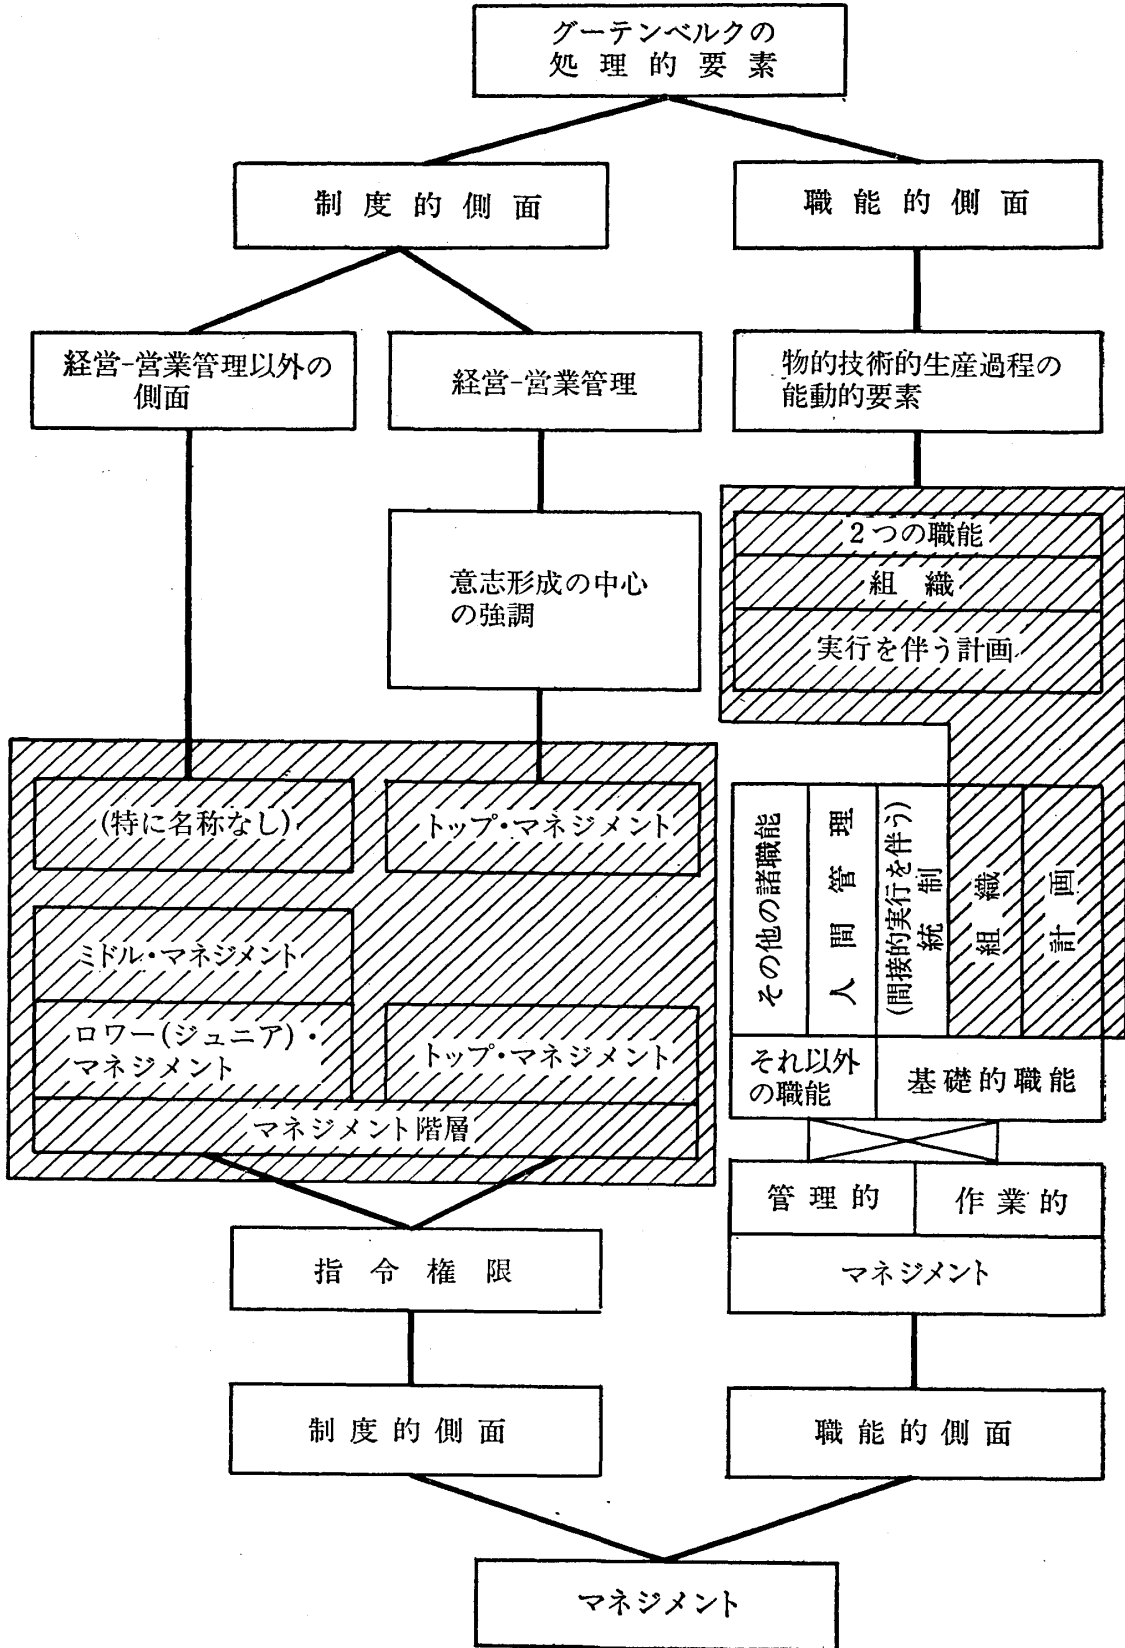 グーテンベルクの
処理的要素
制度的側面
職能的側面
経営-営業管理以外の
側面
経営-営業管理
物的技術的生産過程の
能動的要素
意志形成の中心
の強調
2つの職能
組織
実行を伴う計画
(特に名称なし)
トップ・マネジメント
ミドル・マネジメント
ロワー(ジュニア)・
マネジメント
トップ・マネジメント
マネジメント階層
その他の諸職能
人間管理
(間接的実行を伴う)
統制
組織
計画
それ以外
の職能
基礎的職能
管理的
作業的
マネジメント
指令権限
制度的側面
職能的側面
マネジメント